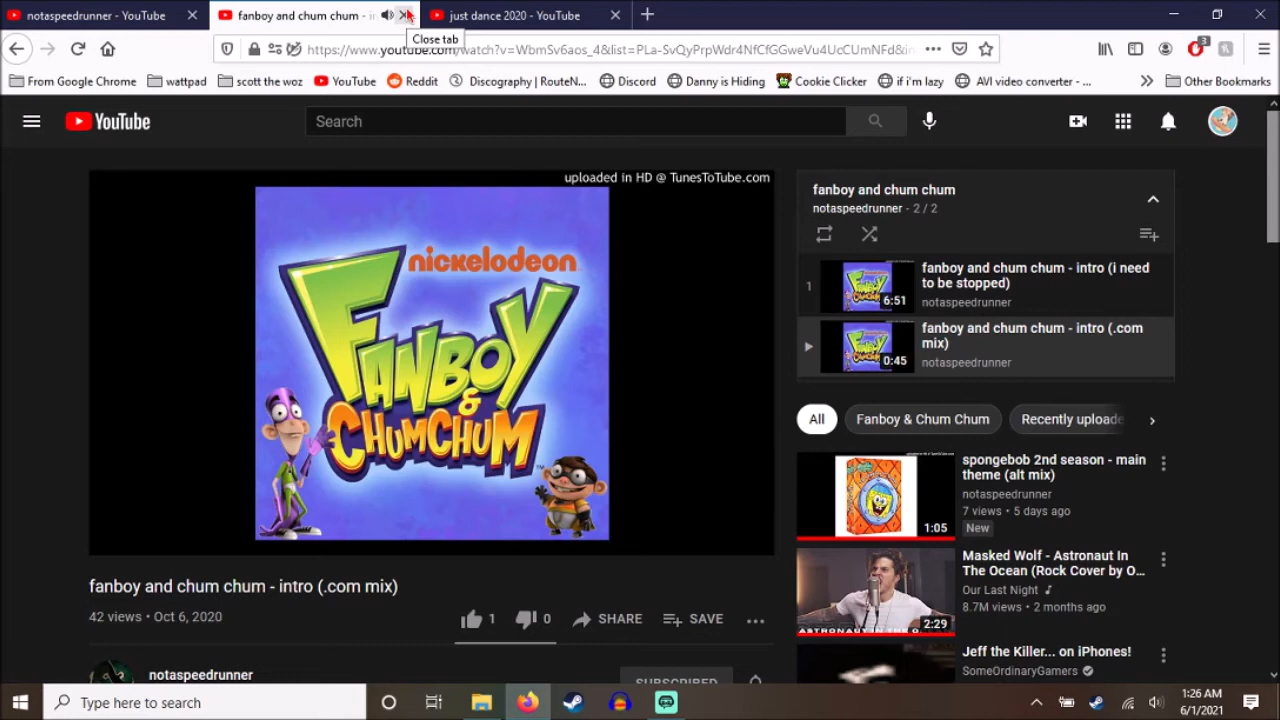 notaspeedrunner - YouTube
fanboy and chum chum - in
just dance 2020 - YouTube
Close tab
https://www.youtube.com/watch?v=WbmSv6aos_4&list=PLa-SvQyPrpWdr4NfCfGGweVu4UcCUmNFd&in
3
From Google Chrome
wattpad
scott the woz
YouTube
Reddit
Discography | RouteN...
Discord
Danny is Hiding
Cookie Clicker
if i'm lazy
AVI video converter - ...
Other Bookmarks
YouTube
Search
uploaded in HD @ TunesToTube.com
nickelodeon
FANBOY
&
CHUMCHUM
TM
fanboy and chum chum - intro (.com mix)
42 views • Oct 6, 2020
1
0
SHARE
SAVE
notaspeedrunner
SUBSCRIBED
fanboy and chum chum
notaspeedrunner - 2 / 2
1
6:51
fanboy and chum chum - intro (i need
to be stopped)
notaspeedrunner
0:45
fanboy and chum chum - intro (.com
mix)
notaspeedrunner
All
Fanboy & Chum Chum
Recently uploade
1:05
spongebob 2nd season - main
theme (alt mix)
notaspeedrunner
7 views • 5 days ago
New
ASTRONAUT IN THE OCEAN
2:29
Masked Wolf - Astronaut In
The Ocean (Rock Cover by O...
Our Last Night
8.7M views • 2 months ago
Jeff the Killer... on iPhones!
SomeOrdinaryGamers
Type here to search
1:26 AM
6/1/2021